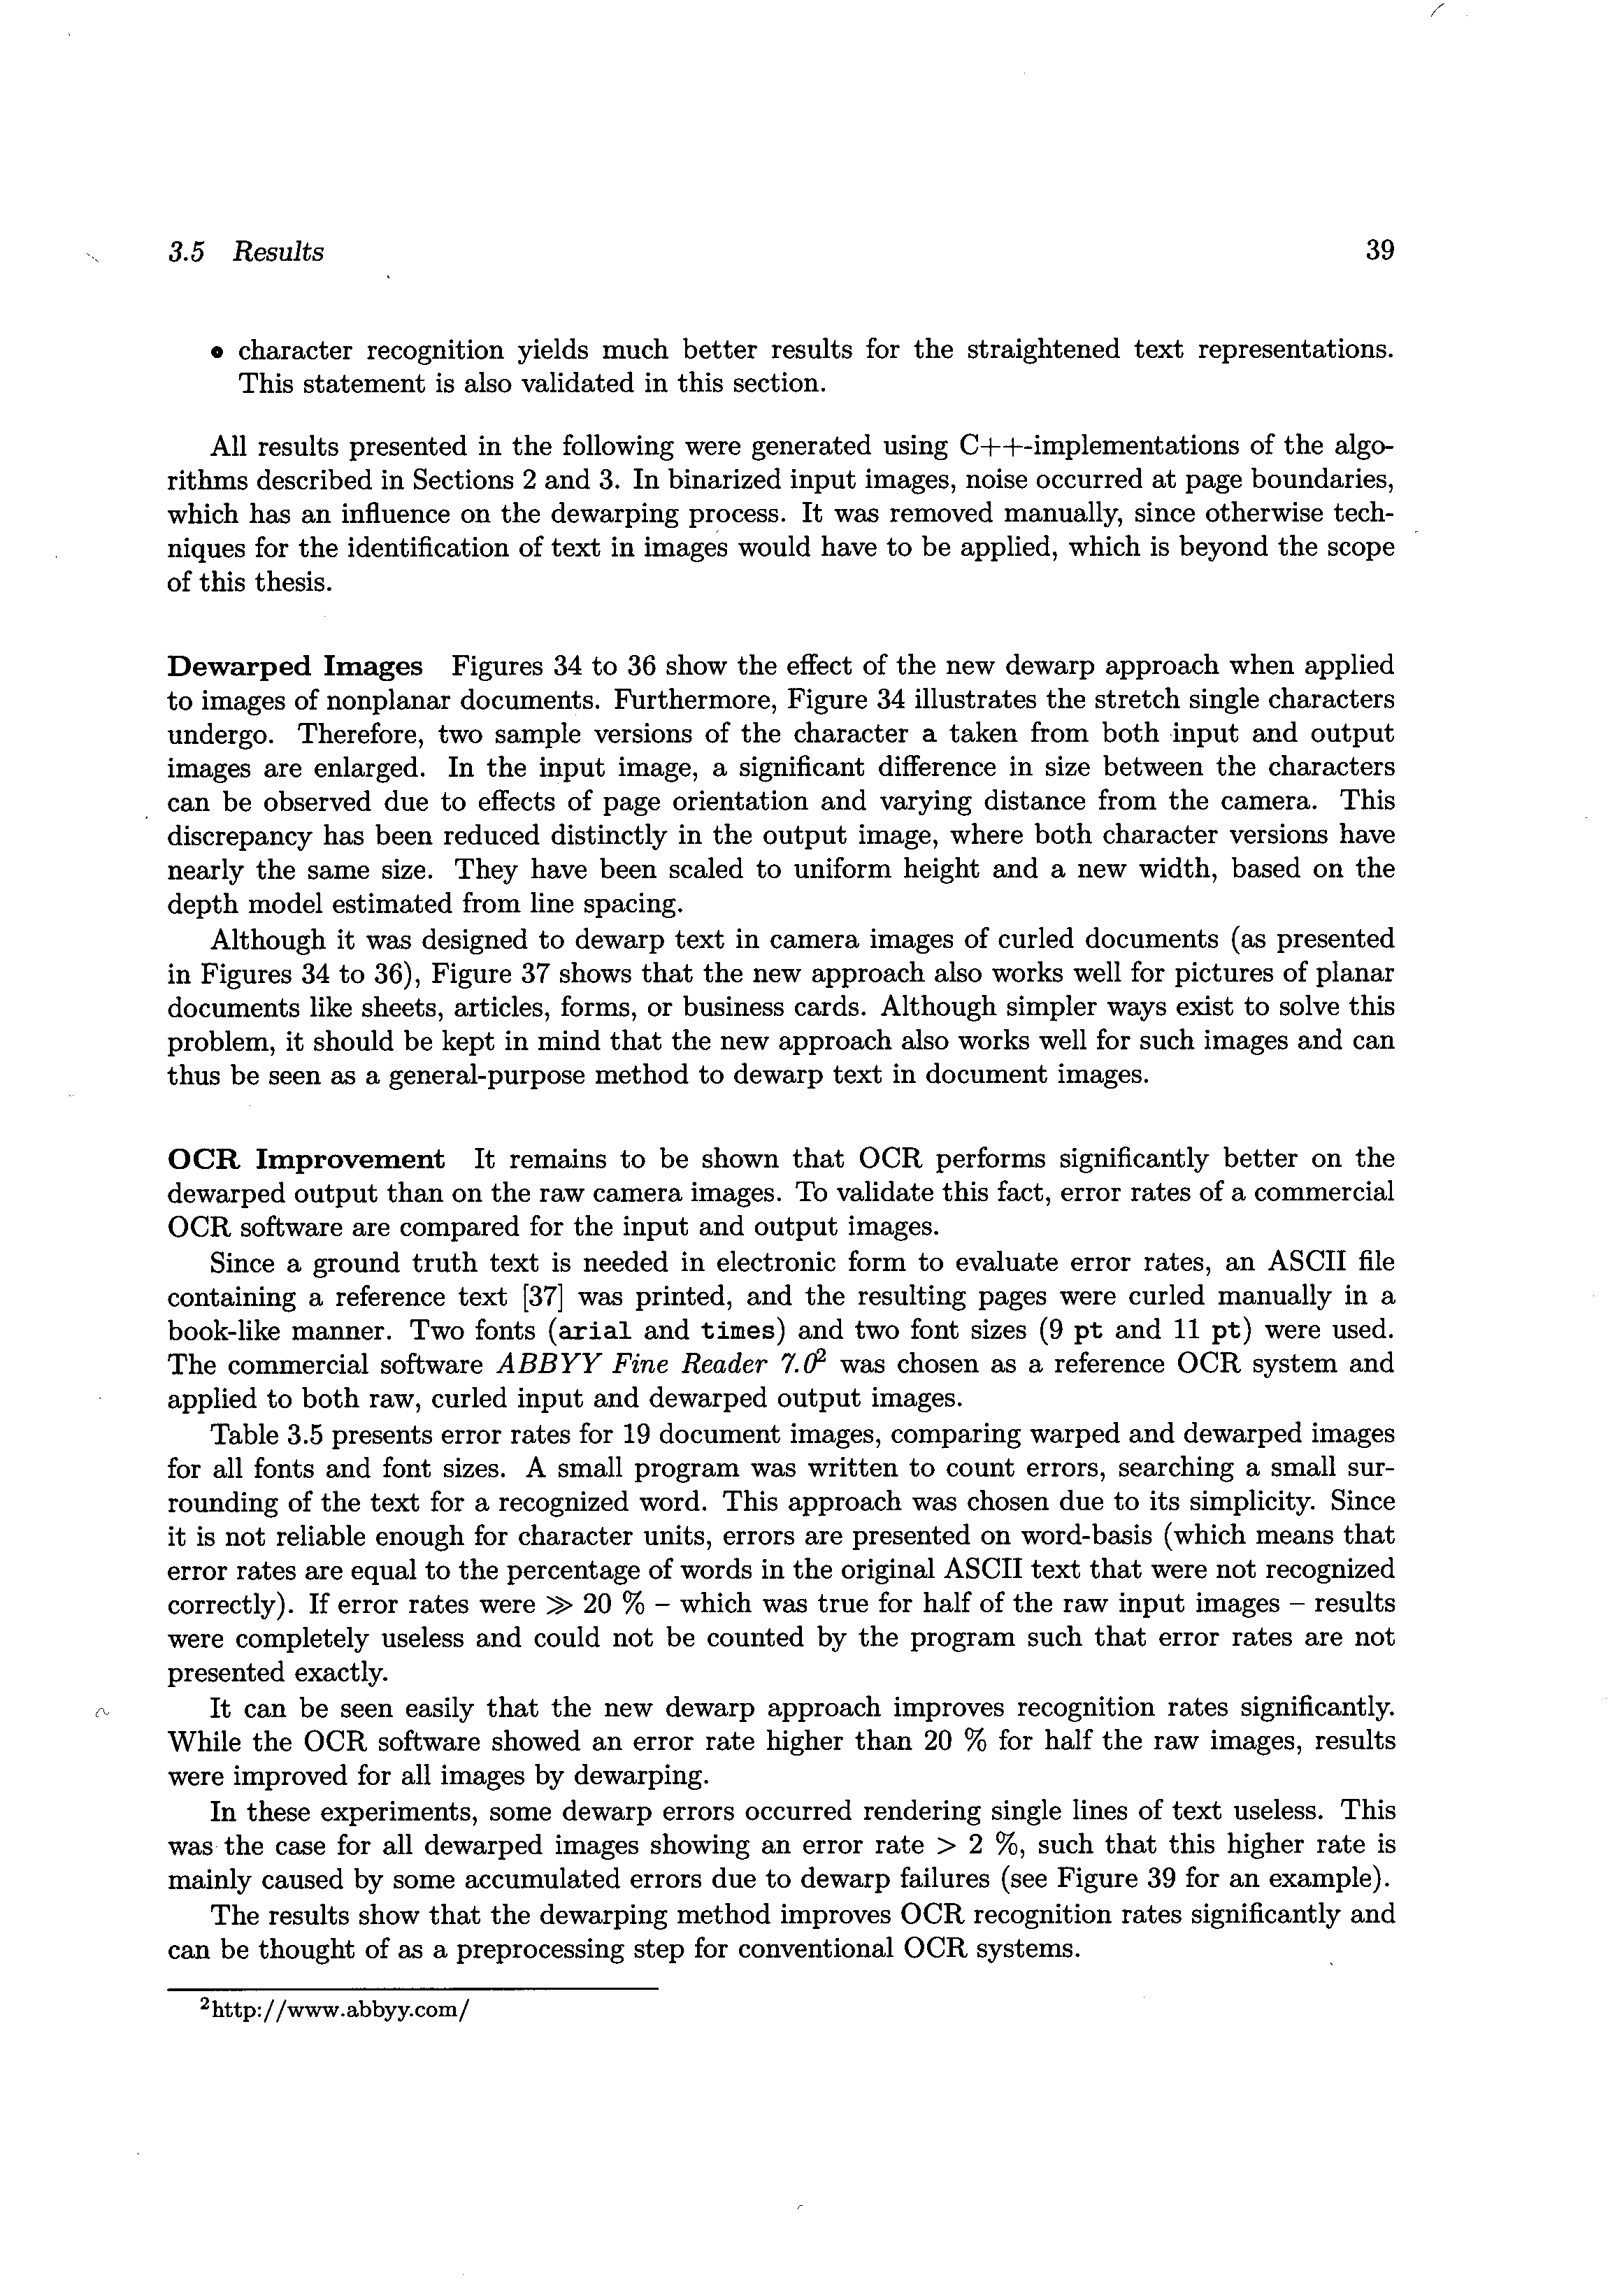 3.5 Results 39
• character recognition yields much better results for the straightened text representations.
This statement is also validated in this section.
All results presented in the following were generated using C++-implementations of the algo-
rithms described in Sections 2 and 3. In binarized input images, noise occurred at page boundaries,
which has an influence on the dewarping process. It was removed manually, since otherwise tech-
niques for the identification of text in images would have to be applied, which is beyond the scope
of this thesis.
Dewarped Images Figures 34 to 36 show the effect of the new dewarp approach when applied
to images of nonplanar documents. Furthermore, Figure 34 illustrates the stretch single characters
undergo. Therefore, two sample versions of the character a taken from both input and output
images are enlarged. In the input image, a significant difference in size between the characters
can be observed due to effects of page orientation and varying distance from the camera. This
discrepancy has been reduced distinctly in the output image, where both character versions have
nearly the same size. They have been scaled to uniform height and a new width, based on the
depth model estimated from line spacing.
Although it was designed to dewarp text in camera images of curled documents (as presented
in Figures 34 to 36), Figure 37 shows that the new approach also works well for pictures of planar
documents like sheets, articles, forms, or business cards. Although simpler ways exist to solve this
problem, it should be kept in mind that the new approach also works well for such images and can
thus be seen as a general-purpose method to dewarp text in document images.
OCR Improvement It remains to be shown that OCR performs significantly better on the
dewarped output than on the raw camera images. To validate this fact, error rates of a commercial
OCR software are compared for the input and output images.
Since a ground truth text is needed in electronic form to evaluate error rates, an ASCII file
containing a reference text [37] was printed, and the resulting pages were curled manually in a
book-like manner. Two fonts (arial and times) and two font sizes (9 pt and 11 pt) were used.
The commercial software ABBYY Fine Reader 7.0² was chosen as a reference OCR system and
applied to both raw, curled input and dewarped output images.
Table 3.5 presents error rates for 19 document images, comparing warped and dewarped images
for all fonts and font sizes. A small program was written to count errors, searching a small sur-
rounding of the text for a recognized word. This approach was chosen due to its simplicity. Since
it is not reliable enough for character units, errors are presented on word-basis (which means that
error rates are equal to the percentage of words in the original ASCII text that were not recognized
correctly). If error rates were ≫ 20 % – which was true for half of the raw input images – results
were completely useless and could not be counted by the program such that error rates are not
presented exactly.
It can be seen easily that the new dewarp approach improves recognition rates significantly.
While the OCR software showed an error rate higher than 20 % for half the raw images, results
were improved for all images by dewarping.
In these experiments, some dewarp errors occurred rendering single lines of text useless. This
was the case for all dewarped images showing an error rate > 2 %, such that this higher rate is
mainly caused by some accumulated errors due to dewarp failures (see Figure 39 for an example).
The results show that the dewarping method improves OCR recognition rates significantly and
can be thought of as a preprocessing step for conventional OCR systems.
²http://www.abbyy.com/